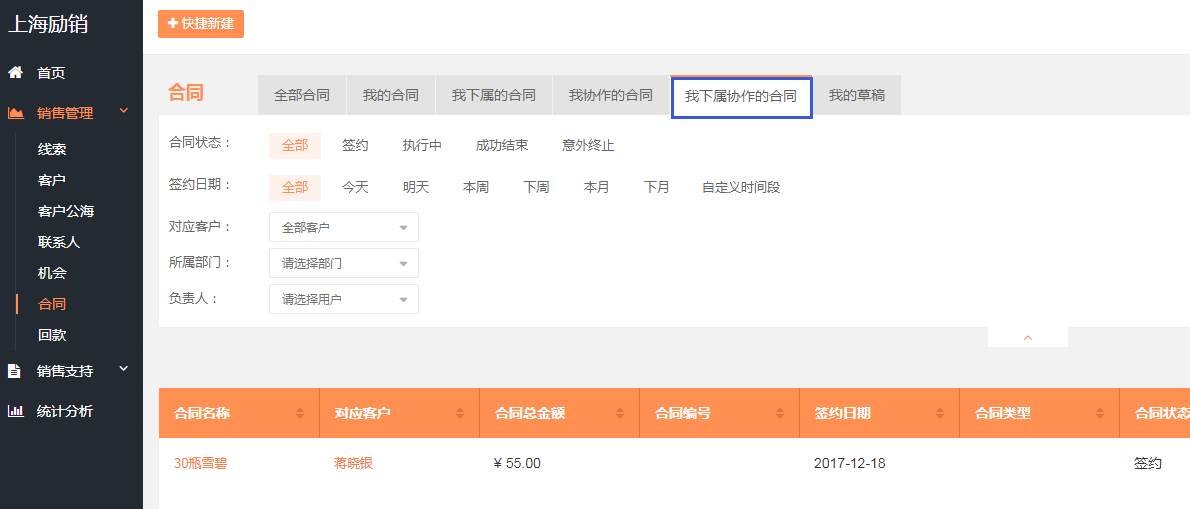 上海励销
快捷新建
首页
销售管理
线索
客户
客户公海
联系人
机会
合同
回款
销售支持
统计分析
合同 全部合同 我的合同 我下属的合同 我协作的合同 我下属协作的合同 我的草稿
合同状态： 全部 签约 执行中 成功结束 意外终止
签约日期： 全部 今天 明天 本周 下周 本月 下月 自定义时间段
对应客户： 全部客户
所属部门： 请选择部门
负责人： 请选择用户
合同名称 对应客户 合同总金额 合同编号 签约日期 合同类型 合同状态
30瓶雪碧 蒋晓银 ¥ 55.00 2017-12-18 签约